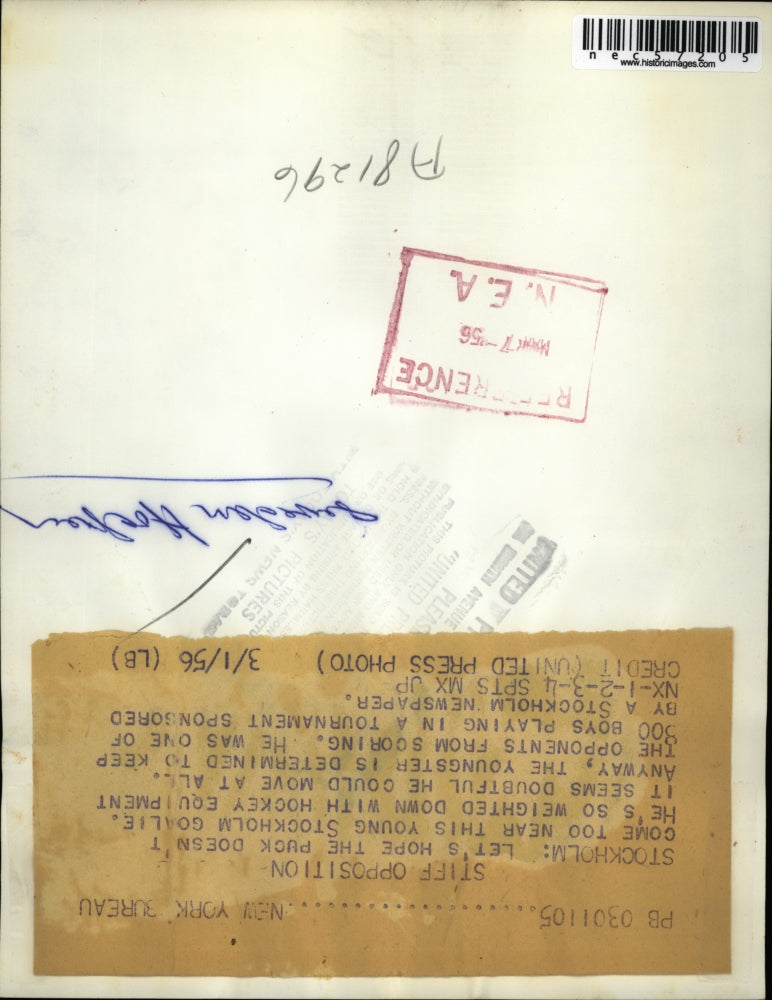 nec57205
www.historicimages.com
PB 0301105................NEW YORK BUREAU
STIFF OPPOSITION
STOCKHOLM: LET'S HOPE THE PUCK DOESN'T
COME TOO NEAR THIS YOUNG STOCKHOLM GOALIE.
HE'S SO WEIGHTED DOWN WITH HOCKEY EQUIPMENT
IT SEEMS DOUBTFUL HE COULD MOVE AT ALL.
ANYWAY, THE YOUNGSTER IS DETERMINED TO KEEP
THE OPPONENTS FROM SCORING. HE WAS ONE OF
300 BOYS PLAYING IN A TOURNAMENT SPONSORED
BY A STOCKHOLM NEWSPAPER.
NX-1-2-3-4 SPTS MX JP
CREDIT (UNITED PRESS PHOTO) 3/1/56 (LB)
UNITED P
"UNITED
PICTURES
NEWS
REFERENCE
MAR 7-56
N.E.A.
A81296